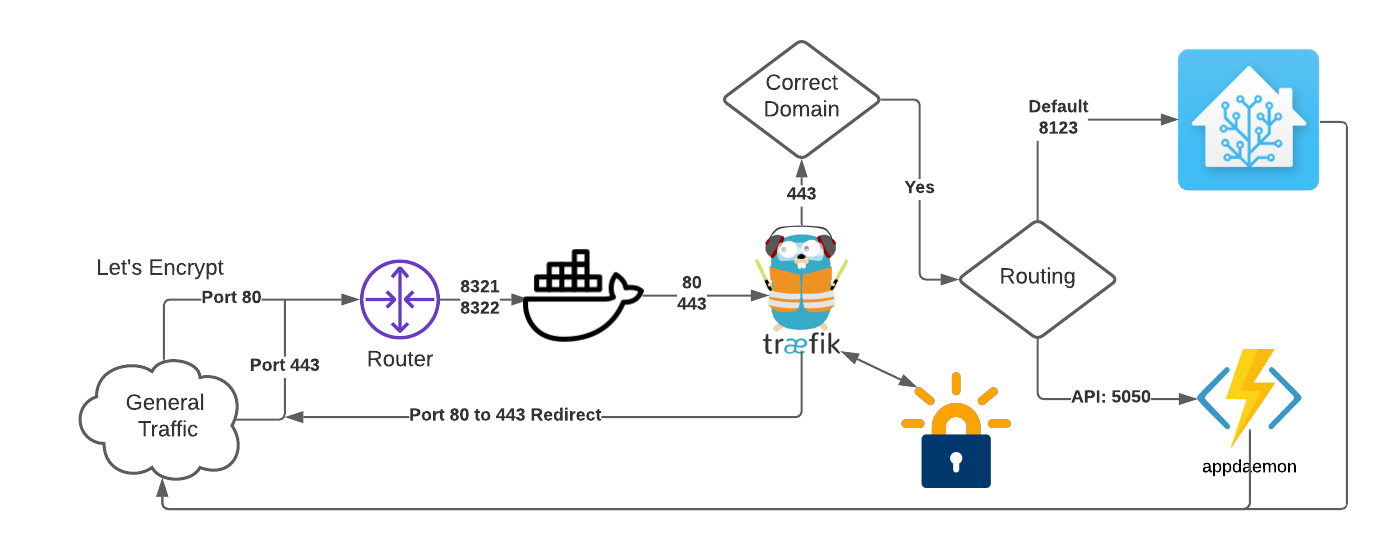 Correct
Domain
Default
8123
443
Yes
Let's Encrypt
Port 80
8321
8322
80
443
Routing
træfik
Router
Port 443
General
Traffic
Port 80 to 443 Redirect
API: 5050
appdaemon